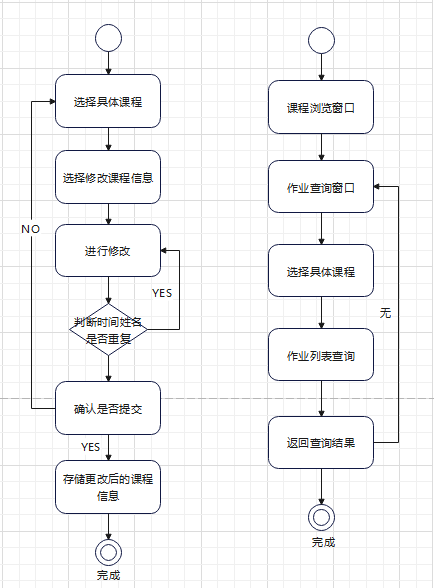 选择具体课程
选择修改课程信息
NO
进行修改
YES
判断时间姓名
是否重复
确认是否提交
YES
存储更改后的课程
信息
完成
课程浏览窗口
作业查询窗口
选择具体课程
无
作业列表查询
返回查询结果
完成